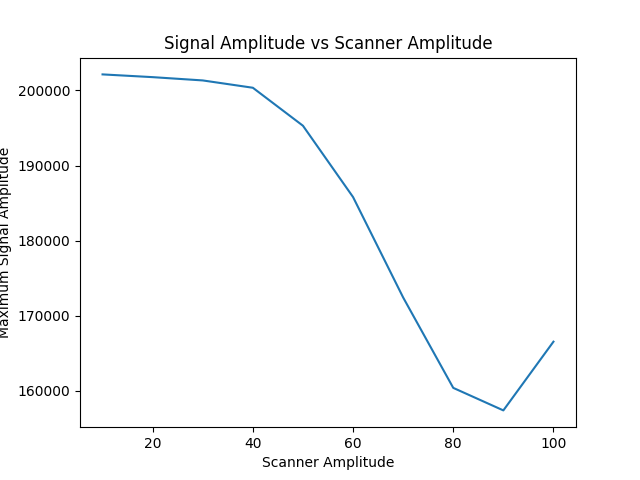 Signal Amplitude vs Scanner Amplitude
Maximum Signal Amplitude
200000
190000
180000
170000
160000
20 40 60 80 100
Scanner Amplitude